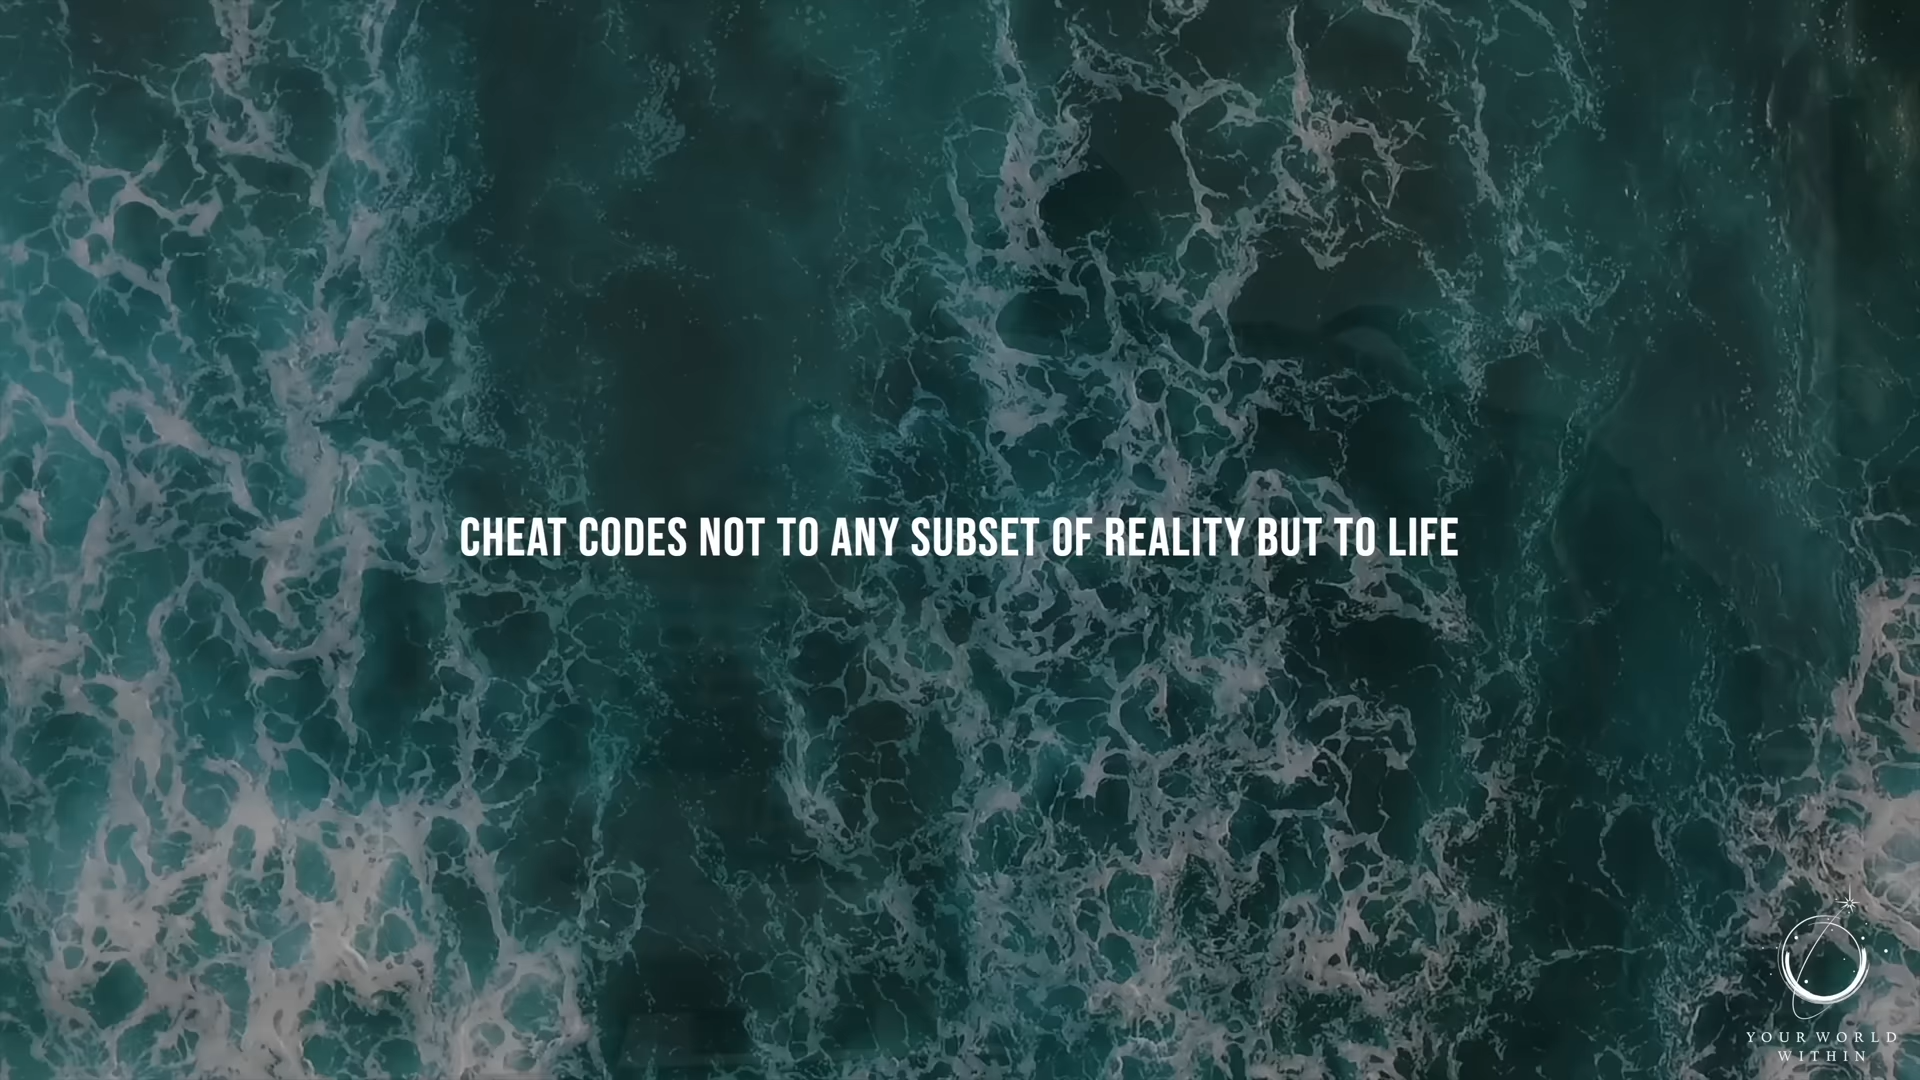 CHEAT CODES NOT TO ANY SUBSET OF REALITY BUT TO LIFE
YOUR WORLD
WITHIN